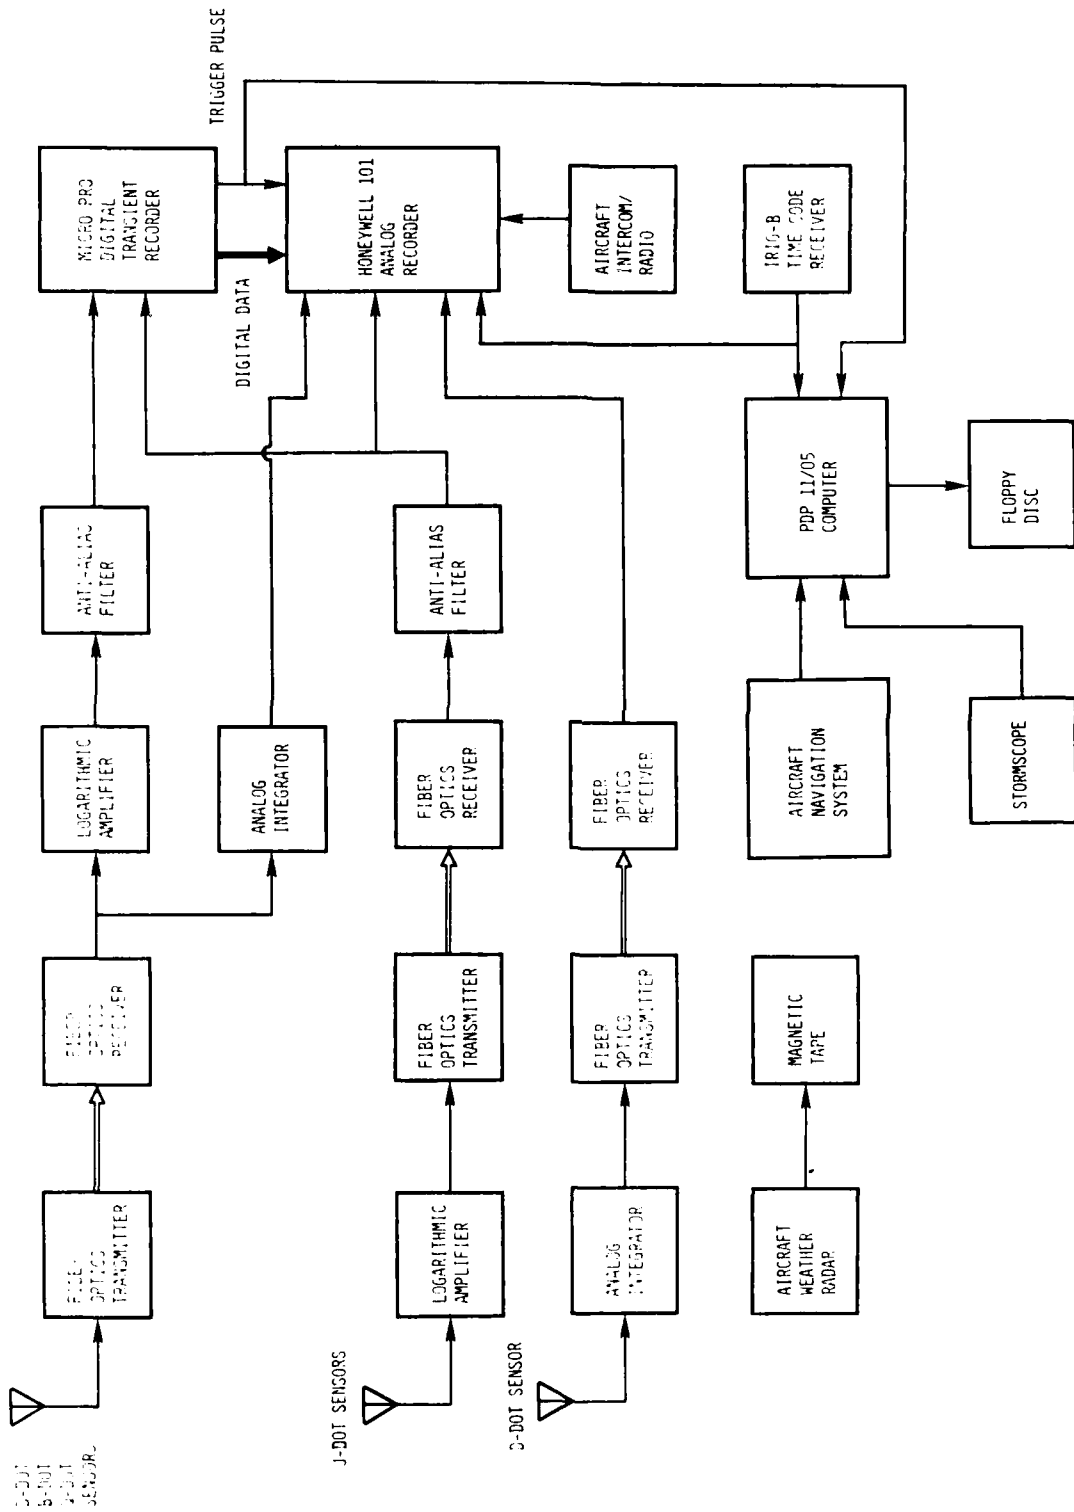 B-DOT
SENSORS
FIBER
OPTICS
TRANSMITTER
FIBER
OPTICS
RECEIVER
LOGARITHMIC
AMPLIFIER
ANTI-ALIAS
FILTER
MICRO PRO
DIGITAL
TRANSIENT
RECORDER
TRIGGER PULSE
ANALOG
INTEGRATOR
DIGITAL DATA
HONEYWELL 101
ANALOG
RECORDER
J-DOT SENSORS
LOGARITHMIC
AMPLIFIER
FIBER
OPTICS
TRANSMITTER
FIBER
OPTICS
RECEIVER
ANTI-ALIAS
FILTER
D-DOT SENSOR
ANALOG
INTEGRATOR
FIBER
OPTICS
TRANSMITTER
FIBER
OPTICS
RECEIVER
AIRCRAFT
INTERCOM/
RADIO
AIRCRAFT
WEATHER
RADAR
MAGNETIC
TAPE
AIRCRAFT
NAVIGATION
SYSTEM
PDP 11/05
COMPUTER
IRIG-B
TIME CODE
RECEIVER
STORMSCOPE
FLOPPY
DISC